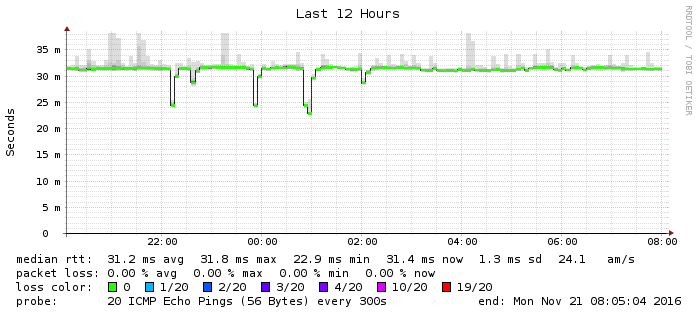 Last 12 Hours
RRDTOOL / TOBI OETIKER
Seconds
35 m
30 m
25 m
20 m
15 m
10 m
5 m
0
22:00 00:00 02:00 04:00 06:00 08:00
median rtt: 31.2 ms avg 31.8 ms max 22.9 ms min 31.4 ms now 1.3 ms sd 24.1 am/s
packet loss: 0.00 % avg 0.00 % max 0.00 % min 0.00 % now
loss color: 0 1/20 2/20 3/20 4/20 10/20 19/20
probe: 20 ICMP Echo Pings (56 Bytes) every 300s end: Mon Nov 21 08:05:04 2016